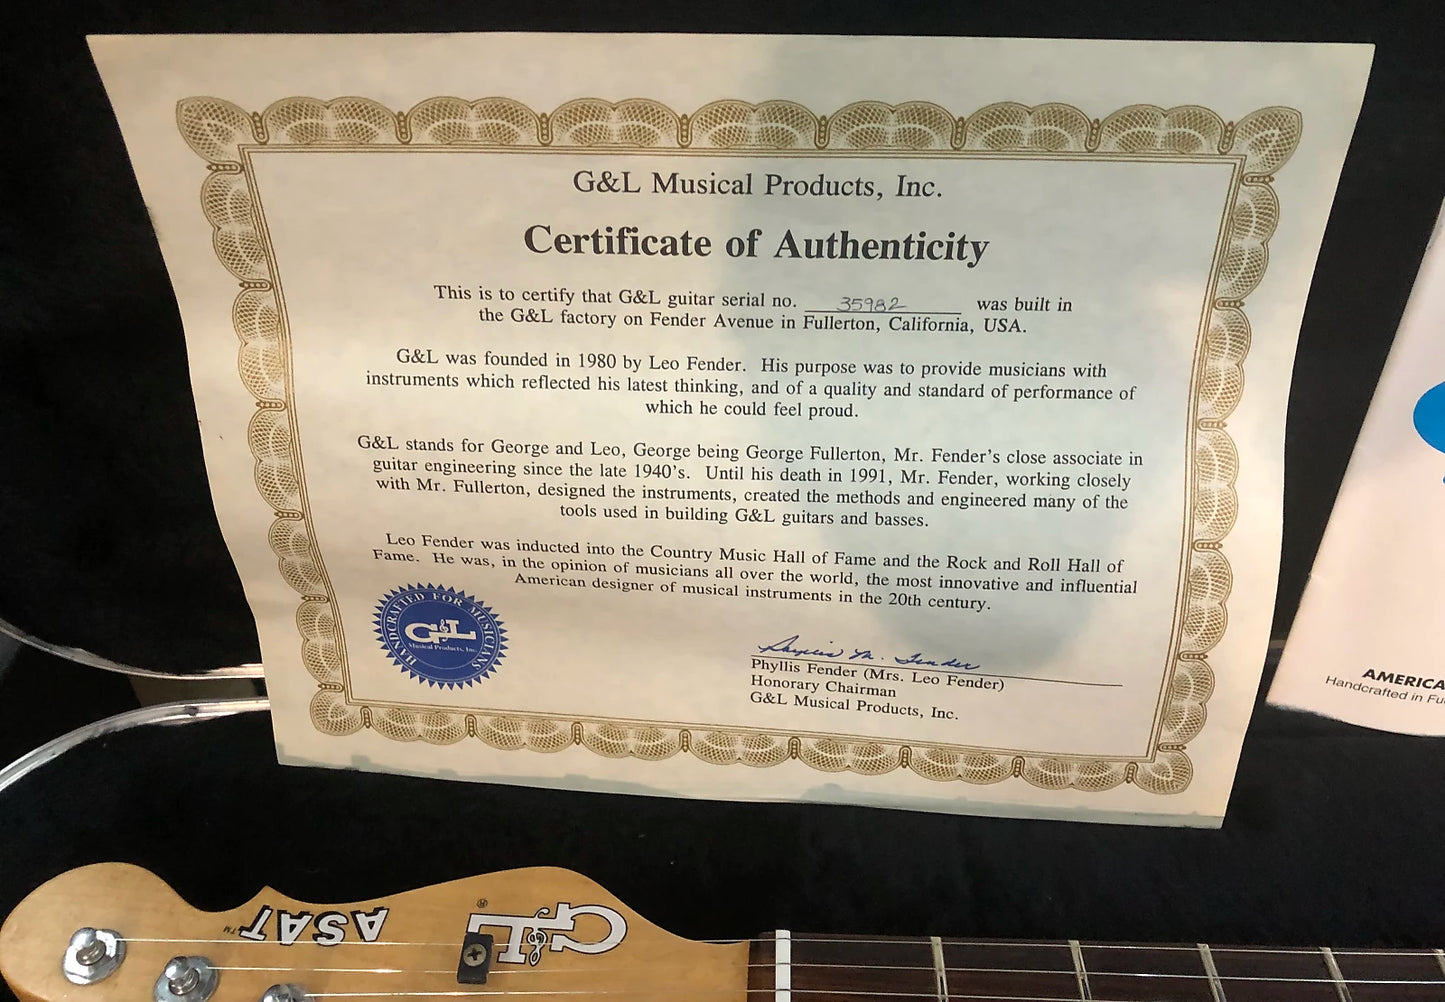 G&L Musical Products, Inc.
Certificate of Authenticity
This is to certify that G&L guitar serial no. 35982 was built in
the G&L factory on Fender Avenue in Fullerton, California, USA.
G&L was founded in 1980 by Leo Fender. His purpose was to provide musicians with
instruments which reflected his latest thinking, and of a quality and standard of performance of
which he could feel proud.
G&L stands for George and Leo, George being George Fullerton, Mr. Fender's close associate in
guitar engineering since the late 1940's. Until his death in 1991, Mr. Fender, working closely
with Mr. Fullerton, designed the instruments, created the methods and engineered many of the
tools used in building G&L guitars and basses.
Leo Fender was inducted into the Country Music Hall of Fame and the Rock and Roll Hall of
Fame. He was, in the opinion of musicians all over the world, the most innovative and influential
American designer of musical instruments in the 20th century.
HANDCRAFTED FOR MUSICIANS
G&L
Musical Products, Inc.
Phyllis M. Fender
Phyllis Fender (Mrs. Leo Fender)
Honorary Chairman
G&L Musical Products, Inc.
AMERICA
Handcrafted in Fu
ASAT™
G&L®